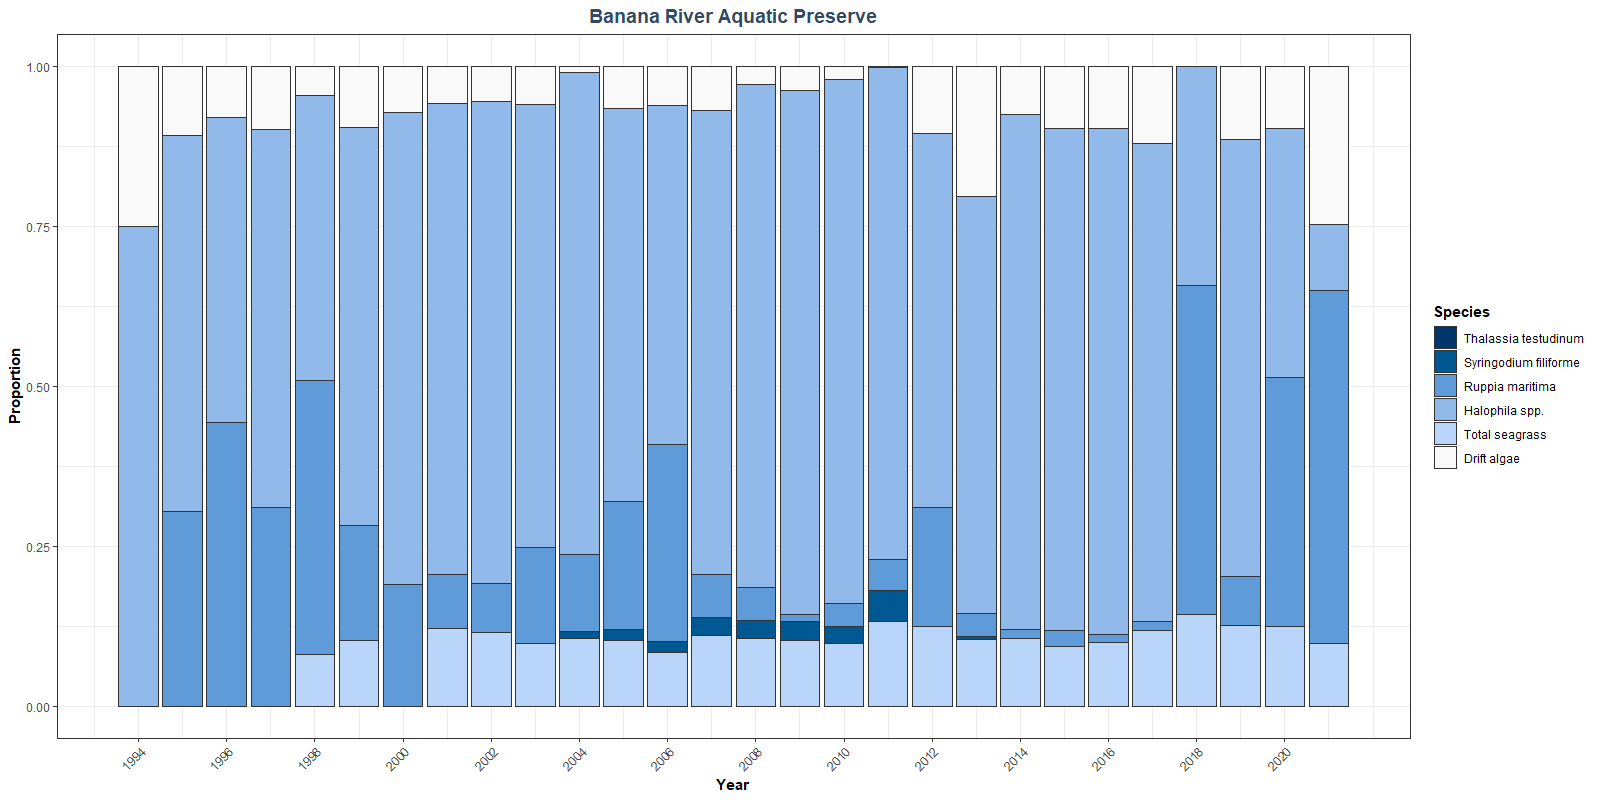 Banana River Aquatic Preserve
1.00
0.75
0.50
0.25
0.00
Proportion
1994
1996
1998
2000
2002
2004
2006
2008
2010
2012
2014
2016
2018
2020
Year
Species
Thalassia testudinum
Syringodium filiforme
Ruppia maritima
Halophila spp.
Total seagrass
Drift algae